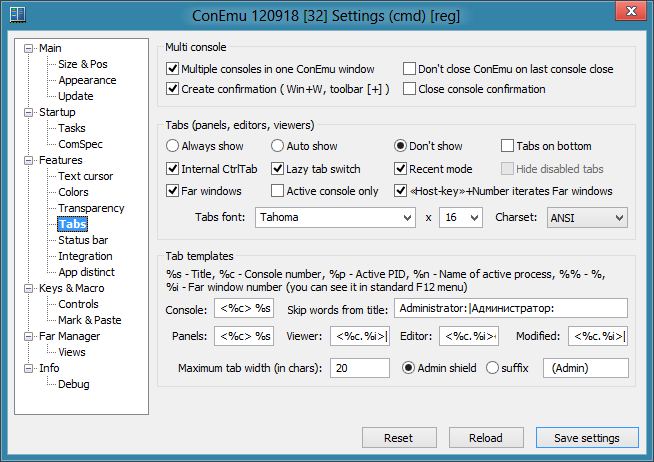 ConEmu 120918 [32] Settings (cmd) [reg]
Main
Size & Pos
Appearance
Update
Startup
Tasks
ComSpec
Features
Text cursor
Colors
Transparency
Tabs
Status bar
Integration
App distinct
Keys & Macro
Controls
Mark & Paste
Far Manager
Views
Info
Debug
Multi console
Multiple consoles in one ConEmu window Don't close ConEmu on last console close
Create confirmation ( Win+W, toolbar [+] ) Close console confirmation
Tabs (panels, editors, viewers)
Always show Auto show Don't show Tabs on bottom
Internal CtrlTab Lazy tab switch Recent mode Hide disabled tabs
Far windows Active console only «Host-key»+Number iterates Far windows
Tabs font: Tahoma x 16 Charset: ANSI
Tab templates
%s - Title, %c - Console number, %p - Active PID, %n - Name of active process, %% - %,
%i - Far window number (you can see it in standard F12 menu)
Console: <%c> %s Skip words from title: Administrator:|Администратор:
Panels: <%c> %s Viewer: <%c.%i>[ Editor: <%c.%i> Modified: <%c.%i>[
Maximum tab width (in chars): 20 Admin shield suffix (Admin)
Reset Reload Save settings